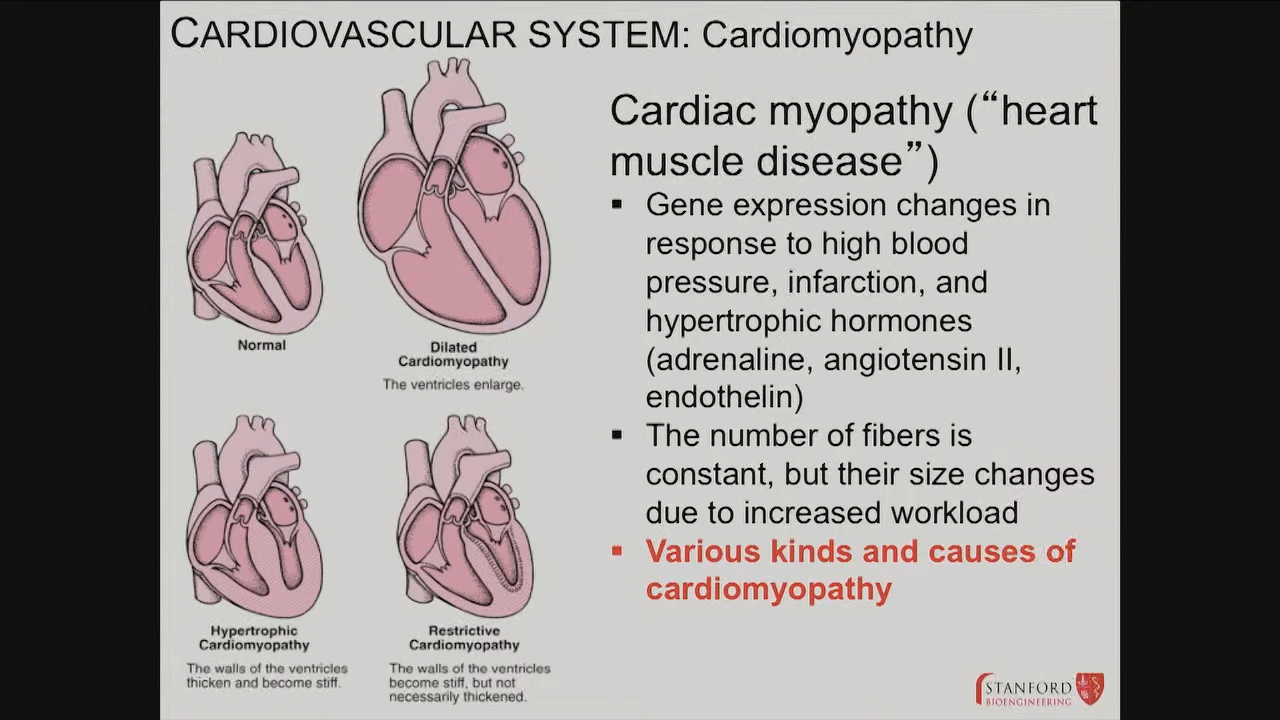 CARDIOVASCULAR SYSTEM: Cardiomyopathy
Normal
Dilated
Cardiomyopathy
The ventricles enlarge.
Hypertrophic
Cardiomyopathy
The walls of the ventricles
thicken and become stiff.
Restrictive
Cardiomyopathy
The walls of the ventricles
become stiff, but not
necessarily thickened.
Cardiac myopathy (“heart
muscle disease”)
▪ Gene expression changes in
response to high blood
pressure, infarction, and
hypertrophic hormones
(adrenaline, angiotensin II,
endothelin)
▪ The number of fibers is
constant, but their size changes
due to increased workload
▪ Various kinds and causes of
cardiomyopathy
STANFORD
BIOENGINEERING